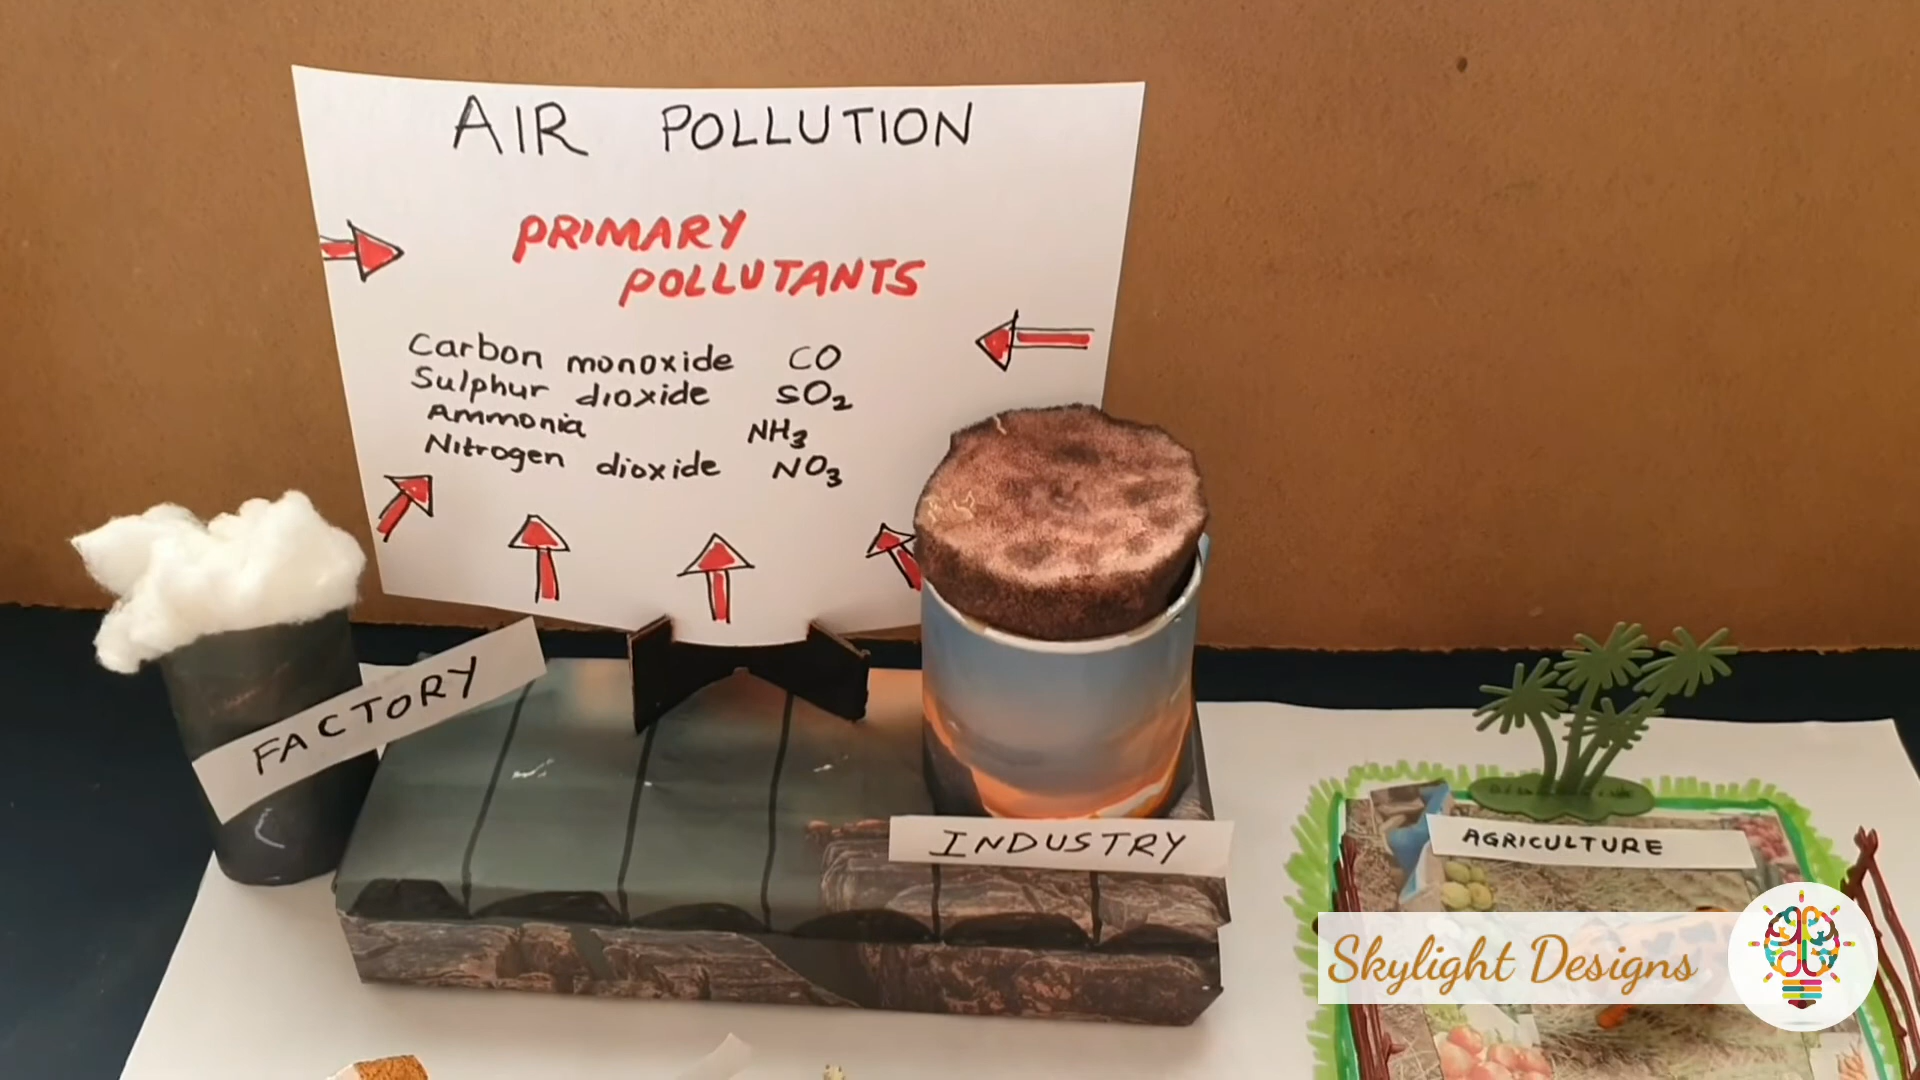 AIR POLLUTION
PRIMARY
POLLUTANTS
Carbon monoxide CO
Sulphur dioxide SO2
Ammonia NH3
Nitrogen dioxide NO3
FACTORY
INDUSTRY
AGRICULTURE
Skylight Designs